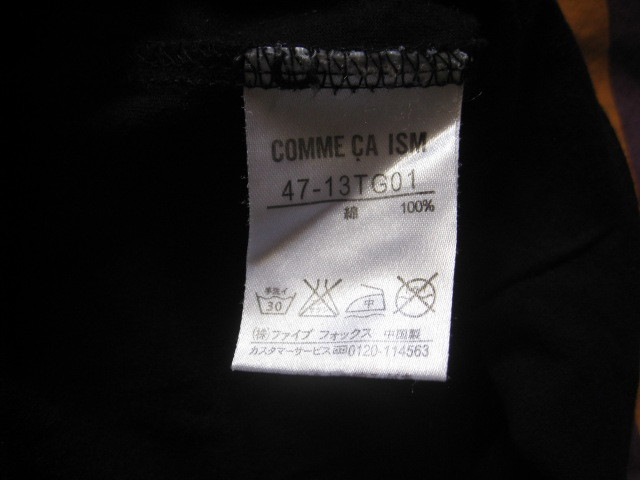 COMME ÇA ISM
47-13TG01
綿 100%
手洗イ
30
中
(株)ファイブ フォックス 中国製
カスタマーサービス 0120-114563